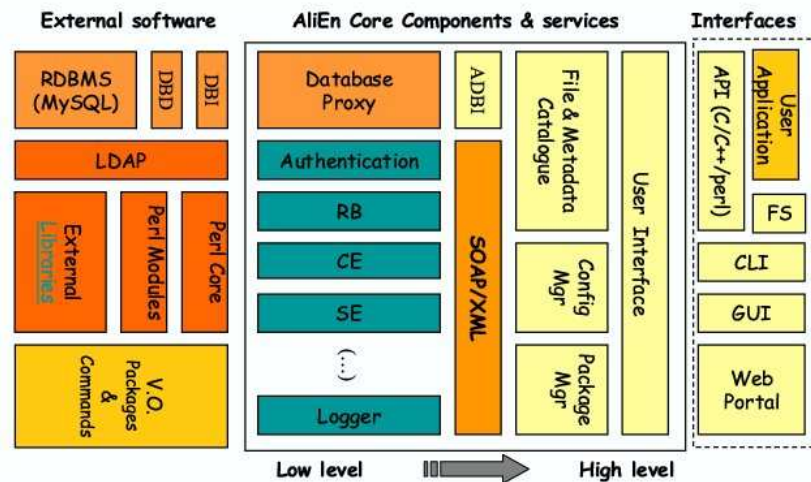 External software
AliEn Core Components & services
Interfaces
RDBMS
(MySQL)
DBD
DBI
LDAP
External
Libraries
Perl Modules
Perl Core
V.O.
Packages
&
Commands
Database
Proxy
Authentication
RB
CE
SE
(...)
Logger
ADBI
SOAP/XML
File & Metadata
Catalogue
Config
Mgr
Package
Mgr
User Interface
API (C/C++/perl)
User
Application
FS
CLI
GUI
Web
Portal
Low level
High level